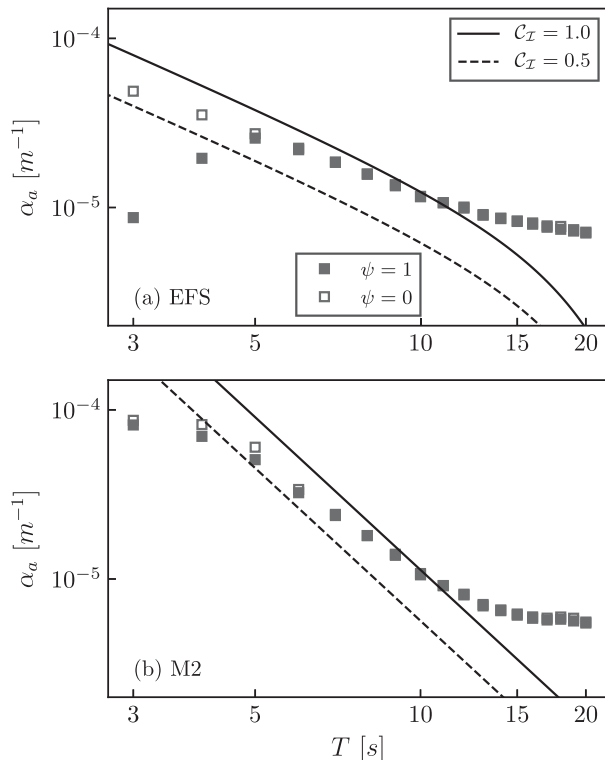 10⁻⁴
𝒞_ℐ = 1.0
𝒞_ℐ = 0.5
α_a [m⁻¹]
10⁻⁵
ψ = 1
ψ = 0
(a) EFS
3 5 10 15 20
10⁻⁴
α_a [m⁻¹]
10⁻⁵
(b) M2
3 5 10 15 20
T [s]